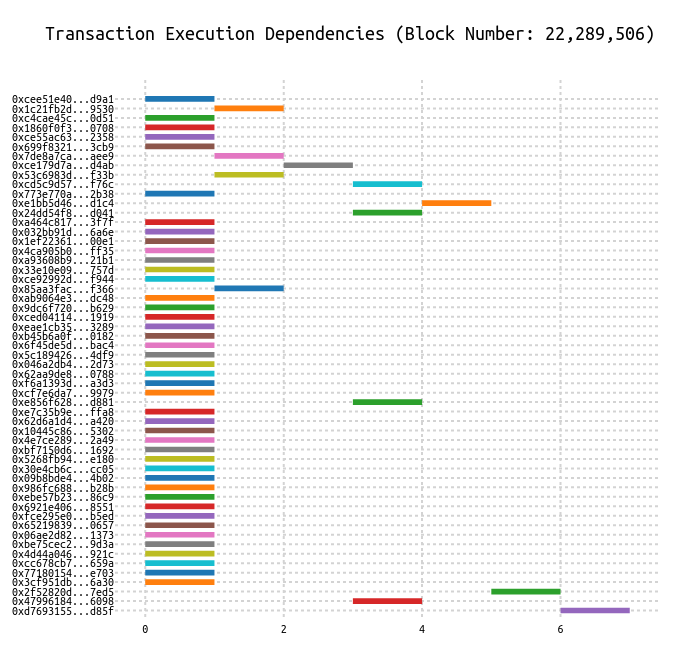 Transaction Execution Dependencies (Block Number: 22,289,506)
0xcee51e40...d9a1
0x1c21fb2d...9530
0xc4cae45c...0d51
0x1860f0f3...0708
0xce55ac63...2358
0x699f8321...3cb9
0x7de8a7ca...aee9
0xce179d7a...d4ab
0x53c6983d...f33b
0xcd5c9d57...f76c
0x773e770a...2b38
0xe1bb5d46...d1c4
0x24dd54f8...d041
0xa464c817...3f7f
0x032bb91d...6a6e
0x1ef22361...00e1
0x4ca905b0...ff35
0xa93608b9...21b1
0x33e10e09...757d
0xce92992d...f944
0x85aa3fac...f366
0xab9064e3...dc48
0x9dc6f720...b629
0xced04114...1919
0xeae1cb35...3289
0xb45b6a0f...0182
0x6f45de5d...bac4
0x5c189426...4df9
0x046a2db4...2d73
0x62aa9de8...0788
0xf6a1393d...a3d3
0xcf7e6da7...9979
0xe856f628...d881
0xe7c35b9e...ffa8
0x62d6a1d4...a420
0x10445c86...5302
0x4e7ce289...2a49
0xbf7150d6...1692
0x5268fb94...e180
0x30e4cb6c...cc05
0x09b8bde4...4b02
0x986fc688...b28b
0xebe57b23...86c9
0x6921e406...8551
0xfce295e0...b5ed
0x65219839...0657
0x06ae2d82...1373
0xbe75cec2...9d3a
0x4d44a046...921c
0xcc678cb7...659a
0x77180154...e703
0x3cf951db...6a30
0x2f52820d...7ed5
0x47996184...6098
0xd7693155...d85f
0 2 4 6